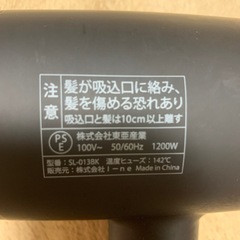 注意
髪が吸込口に絡み、
髪を傷める恐れあり
吸込口と髪は10cm以上離す
PSE
株式会社東亜産業
100V~ 50/60Hz 1200W
型番：SL-013BK 温度ヒューズ：142℃
販売元：株式会社 I-ne Made in China